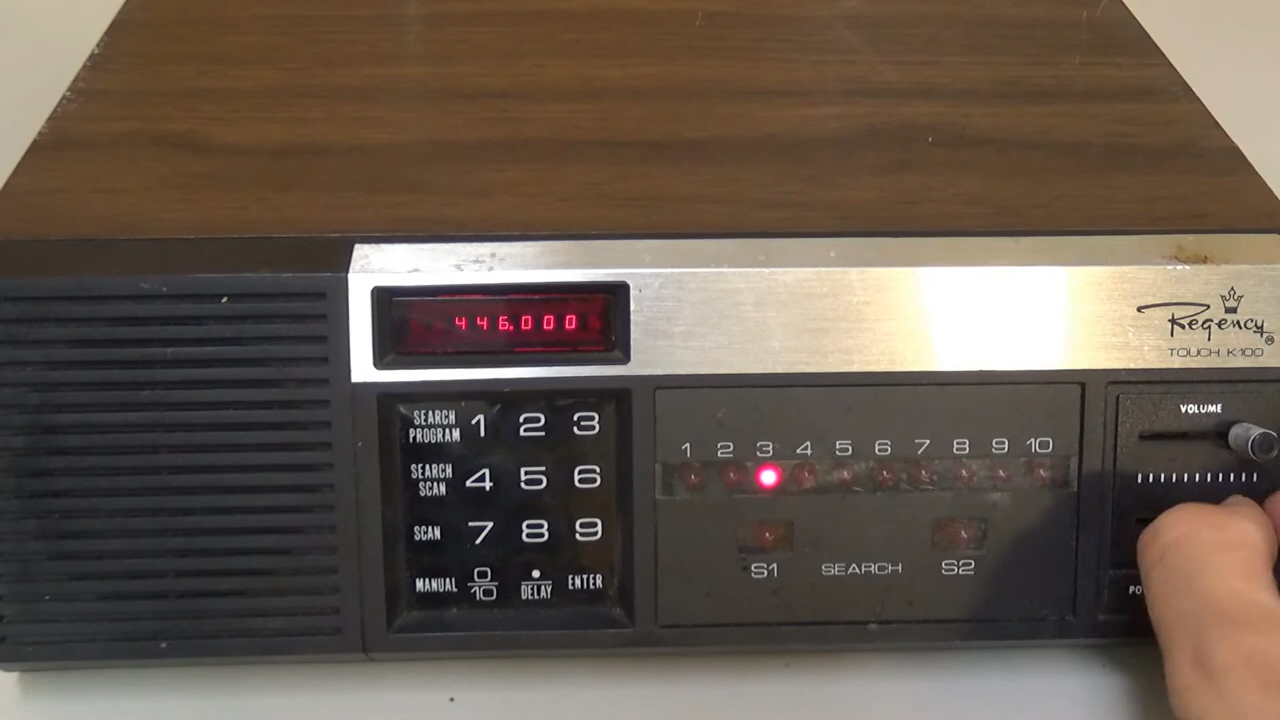 446.000
Regency
TOUCH K100
SEARCH PROGRAM 1 2 3
SEARCH SCAN 4 5 6
SCAN 7 8 9
MANUAL 0/10 •/DELAY ENTER
1 2 3 4 5 6 7 8 9 10
S1 SEARCH S2
VOLUME